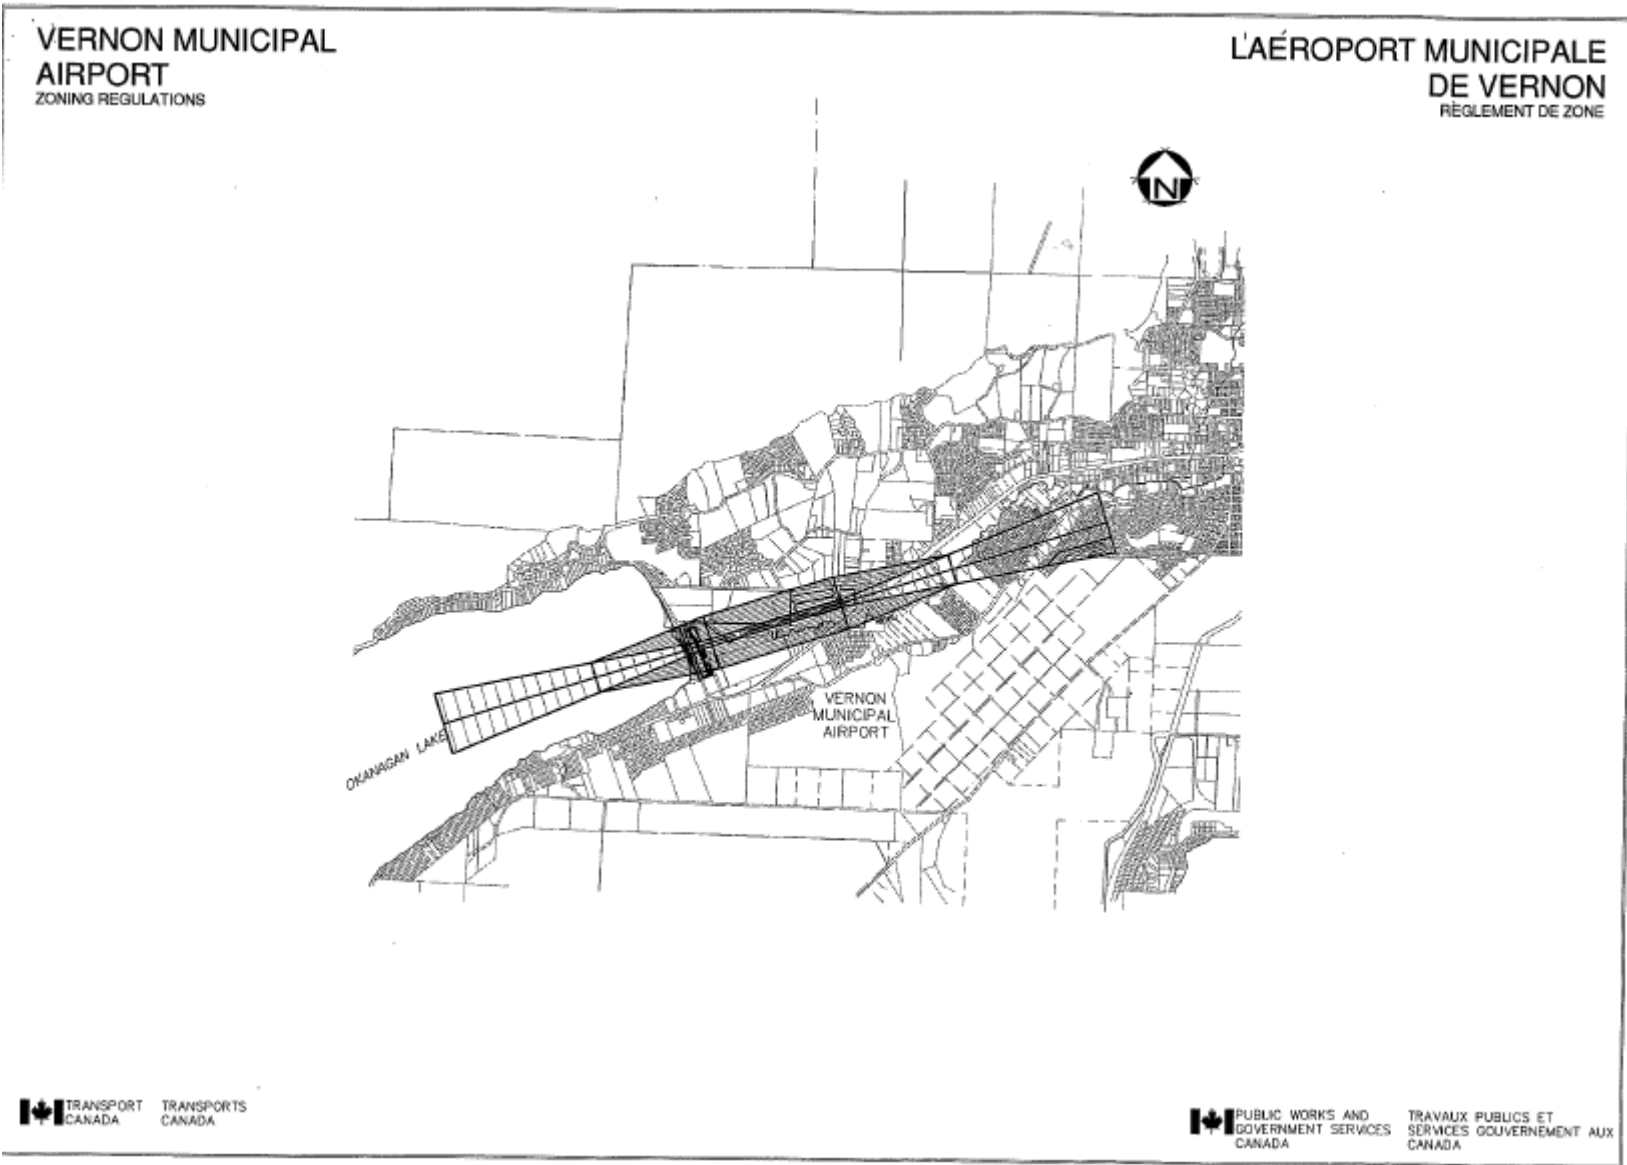 VERNON MUNICIPAL
AIRPORT
ZONING REGULATIONS
L'AÉROPORT MUNICIPALE
DE VERNON
RÈGLEMENT DE ZONE
N
VERNON
MUNICIPAL
AIRPORT
OKANAGAN LAKE
TRANSPORT
CANADA
TRANSPORTS
CANADA
PUBLIC WORKS AND
GOVERNMENT SERVICES
CANADA
TRAVAUX PUBLICS ET
SERVICES GOUVERNEMENT AUX
CANADA